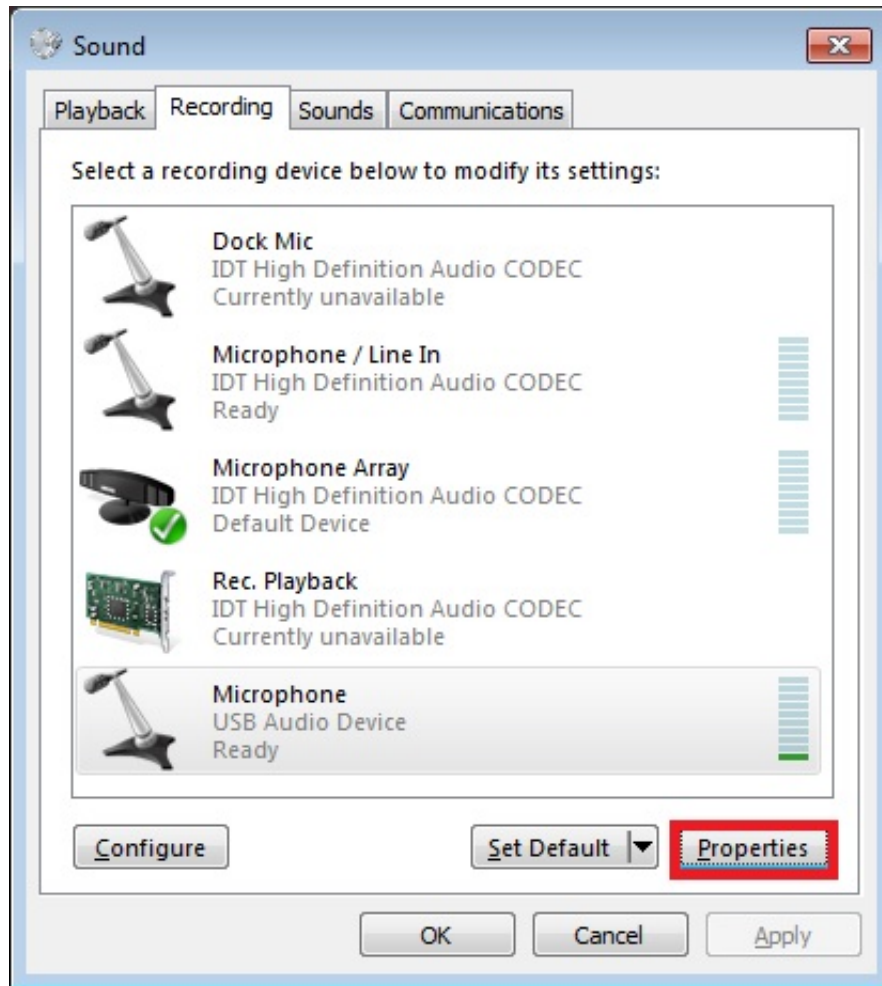 Sound
Playback Recording Sounds Communications
Select a recording device below to modify its settings:
Dock Mic
IDT High Definition Audio CODEC
Currently unavailable
Microphone / Line In
IDT High Definition Audio CODEC
Ready
Microphone Array
IDT High Definition Audio CODEC
Default Device
Rec. Playback
IDT High Definition Audio CODEC
Currently unavailable
Microphone
USB Audio Device
Ready
Configure Set Default Properties
OK Cancel Apply